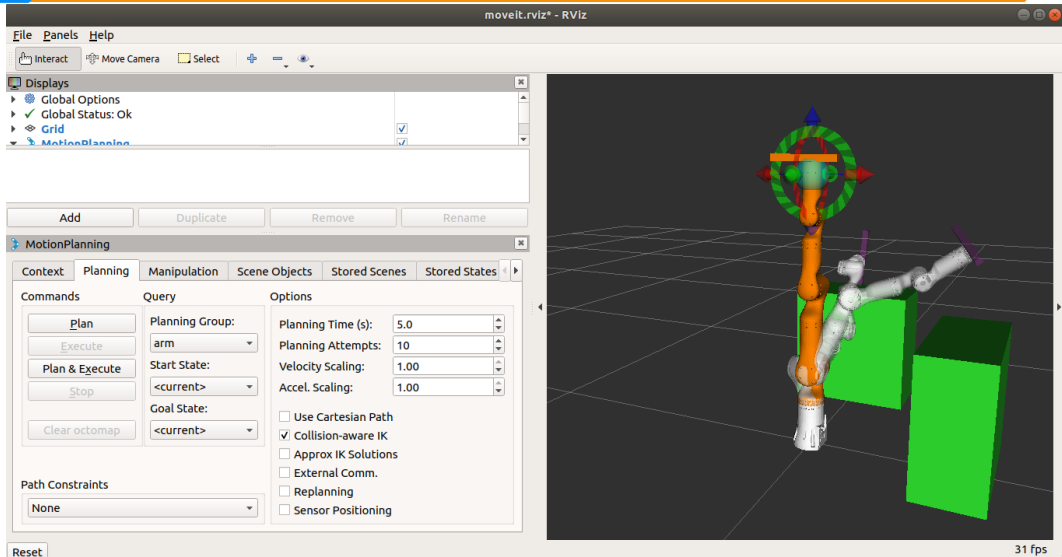 moveit.rviz* - RViz
File Panels Help
Interact Move Camera Select
Displays
Global Options
Global Status: Ok
Grid
MotionPlanning
Add Duplicate Remove Rename
MotionPlanning
Context Planning Manipulation Scene Objects Stored Scenes Stored States
Commands Query Options
Plan Planning Group: Planning Time (s): 5.0
Execute arm Planning Attempts: 10
Plan & Execute Start State: Velocity Scaling: 1.00
Stop <current> Accel. Scaling: 1.00
Goal State: Use Cartesian Path
Clear octomap <current> Collision-aware IK
Approx IK Solutions
External Comm.
Path Constraints Replanning
None Sensor Positioning
Reset 31 fps